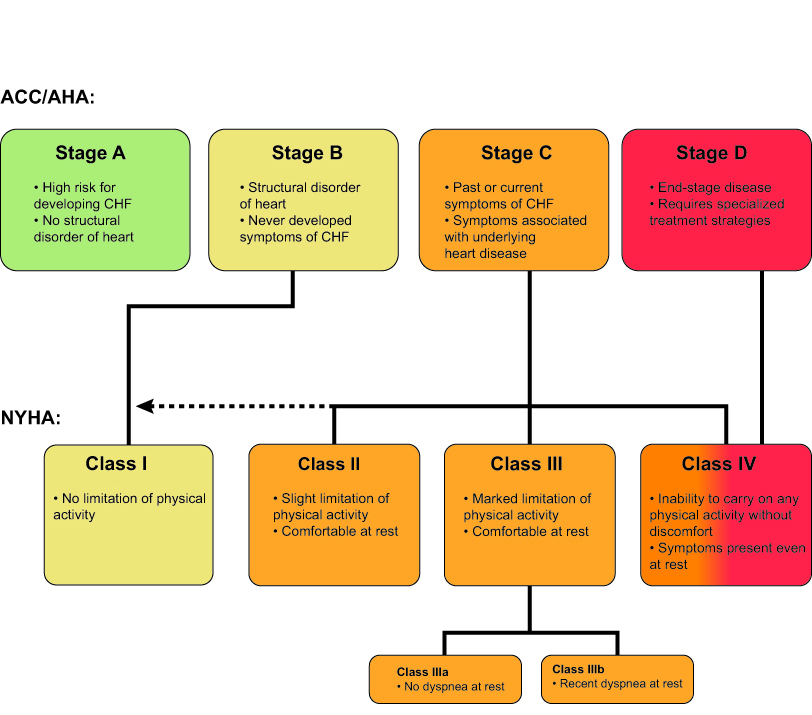 ACC/AHA:
Stage A
• High risk for
developing CHF
• No structural
disorder of heart
Stage B
• Structural disorder
of heart
• Never developed
symptoms of CHF
Stage C
• Past or current
symptoms of CHF
• Symptoms associated
with underlying
heart disease
Stage D
• End-stage disease
• Requires specialized
treatment strategies
NYHA:
Class I
• No limitation of physical
activity
Class II
• Slight limitation of
physical activity
• Comfortable at rest
Class III
• Marked limitation of
physical activity
• Comfortable at rest
Class IV
• Inability to carry on any
physical activity without
discomfort
• Symptoms present even
at rest
Class IIIa
• No dyspnea at rest
Class IIIb
• Recent dyspnea at rest